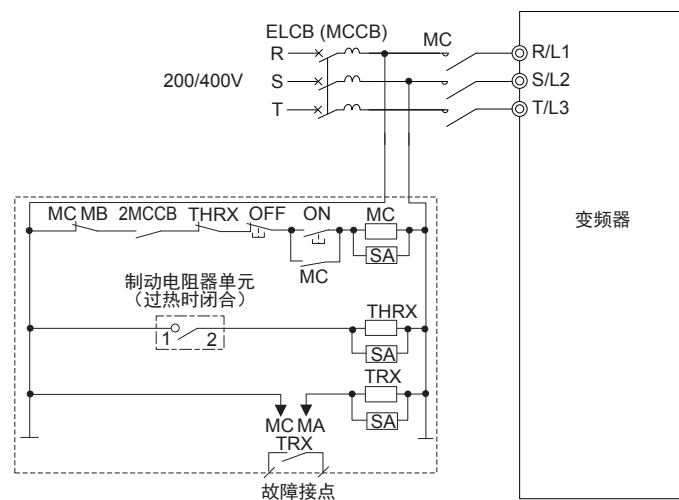 ELCB (MCCB)
MC
R
R/L1
200/400V
S
S/L2
T
T/L3
变频器
MC MB
2MCCB
THRX
OFF
ON
MC
SA
MC
制动电阻器单元
（过热时闭合）
1
2
THRX
SA
TRX
SA
MC MA
TRX
故障接点